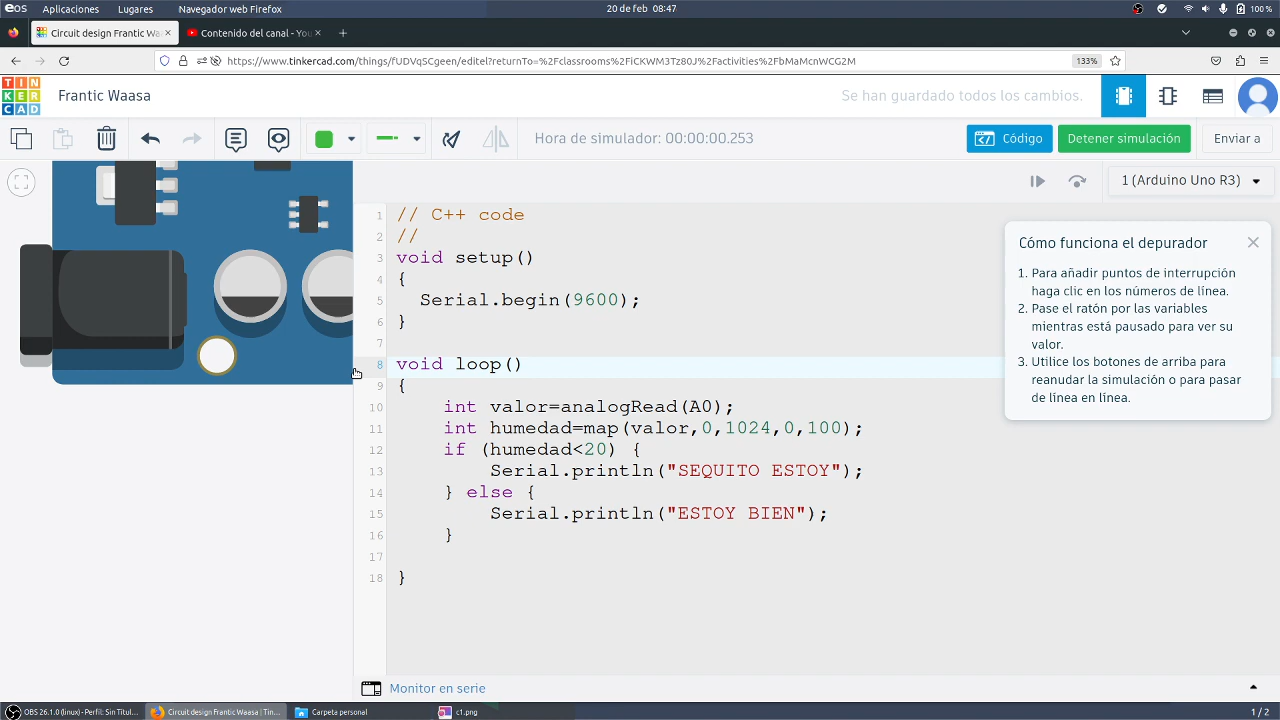 eos Aplicaciones Lugares Navegador web Firefox 20 de feb 08:47 100 %
Circuit design Frantic Wa Contenido del canal - You
https://www.tinkercad.com/things/fUDVqSCgeen/editel?returnTo=%2Fclassrooms%2FiCKWM3Tz80J%2Factivities%2FbMaMcnWCG2M 133%
TIN
KER
CAD
Frantic Waasa
Se han guardado todos los cambios.
Hora de simulador: 00:00:00.253
Código
Detener simulación
Enviar a
1 (Arduino Uno R3)
1 // C++ code
2 //
3 void setup()
4 {
5 Serial.begin(9600);
6 }
7
8 void loop()
9 {
10 int valor=analogRead(A0);
11 int humedad=map(valor,0,1024,0,100);
12 if (humedad<20) {
13 Serial.println("SEQUITO ESTOY");
14 } else {
15 Serial.println("ESTOY BIEN");
16 }
17
18 }
Cómo funciona el depurador
1. Para añadir puntos de interrupción
haga clic en los números de línea.
2. Pase el ratón por las variables
mientras está pausado para ver su
valor.
3. Utilice los botones de arriba para
reanudar la simulación o para pasar
de línea en línea.
Monitor en serie
OBS 26.1.0 (linux) - Perfil: Sin Titul... Circuit design Frantic Waasa | Tin... Carpeta personal c1.png 1 / 2